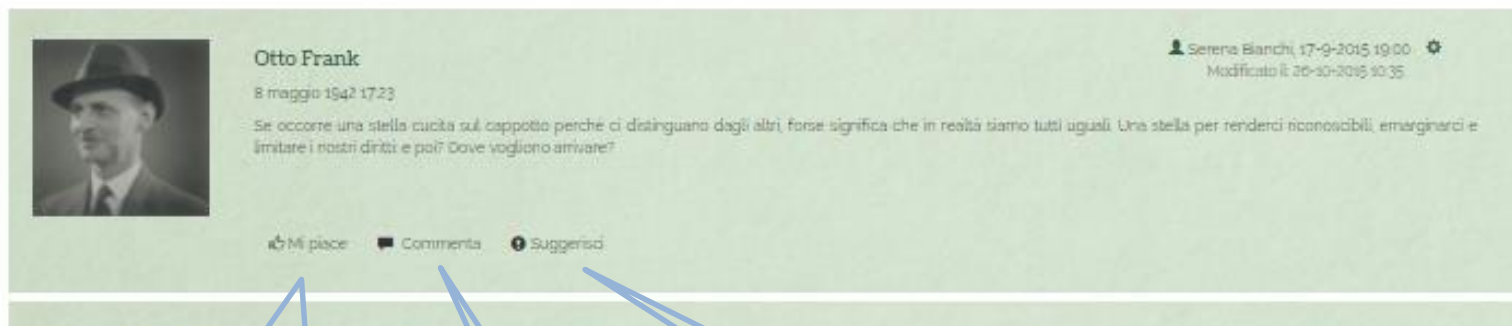 Otto Frank
Serena Bianchi, 17-9-2015 19:00
Modificato il: 26-10-2015 10:35
8 maggio 1942 17:23
Se occorre una stella cucita sul cappotto perché ci distinguano dagli altri, forse significa che in realtà siamo tutti uguali. Una stella per renderci riconoscibili, emarginarci e
limitare i nostri diritti: e poi? Dove vogliono arrivare?
Mi piace Commenta Suggerisci